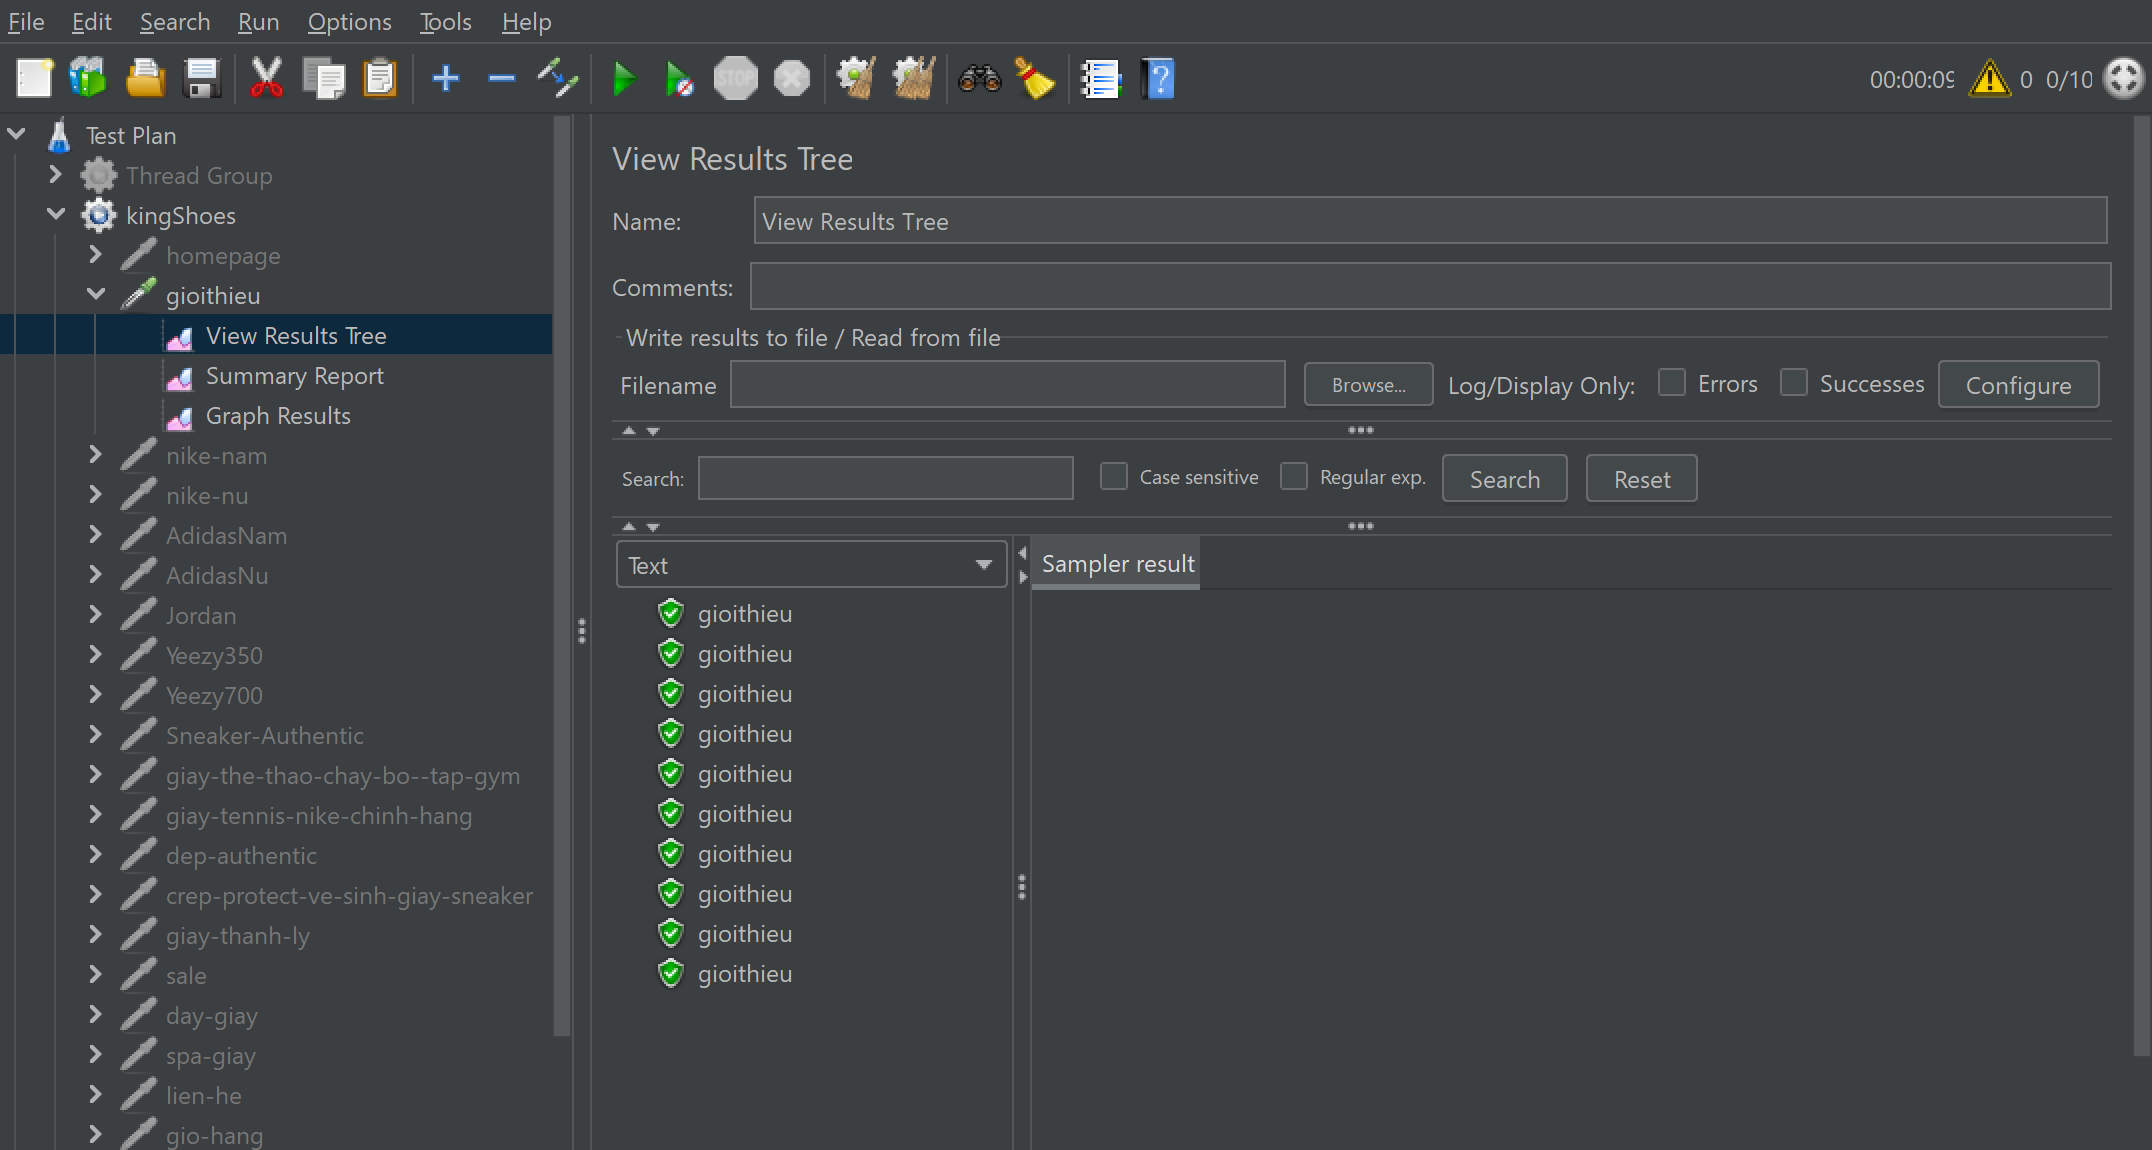 File Edit Search Run Options Tools Help
STOP
00:00:09 0 0/10
Test Plan
Thread Group
kingShoes
homepage
gioithieu
View Results Tree
Summary Report
Graph Results
nike-nam
nike-nu
AdidasNam
AdidasNu
Jordan
Yeezy350
Yeezy700
Sneaker-Authentic
giay-the-thao-chay-bo--tap-gym
giay-tennis-nike-chinh-hang
dep-authentic
crep-protect-ve-sinh-giay-sneaker
giay-thanh-ly
sale
day-giay
spa-giay
lien-he
gio-hang
View Results Tree
Name: View Results Tree
Comments:
Write results to file / Read from file
Filename Browse... Log/Display Only: Errors Successes Configure
Search: Case sensitive Regular exp. Search Reset
Text
gioithieu
gioithieu
gioithieu
gioithieu
gioithieu
gioithieu
gioithieu
gioithieu
gioithieu
gioithieu
Sampler result